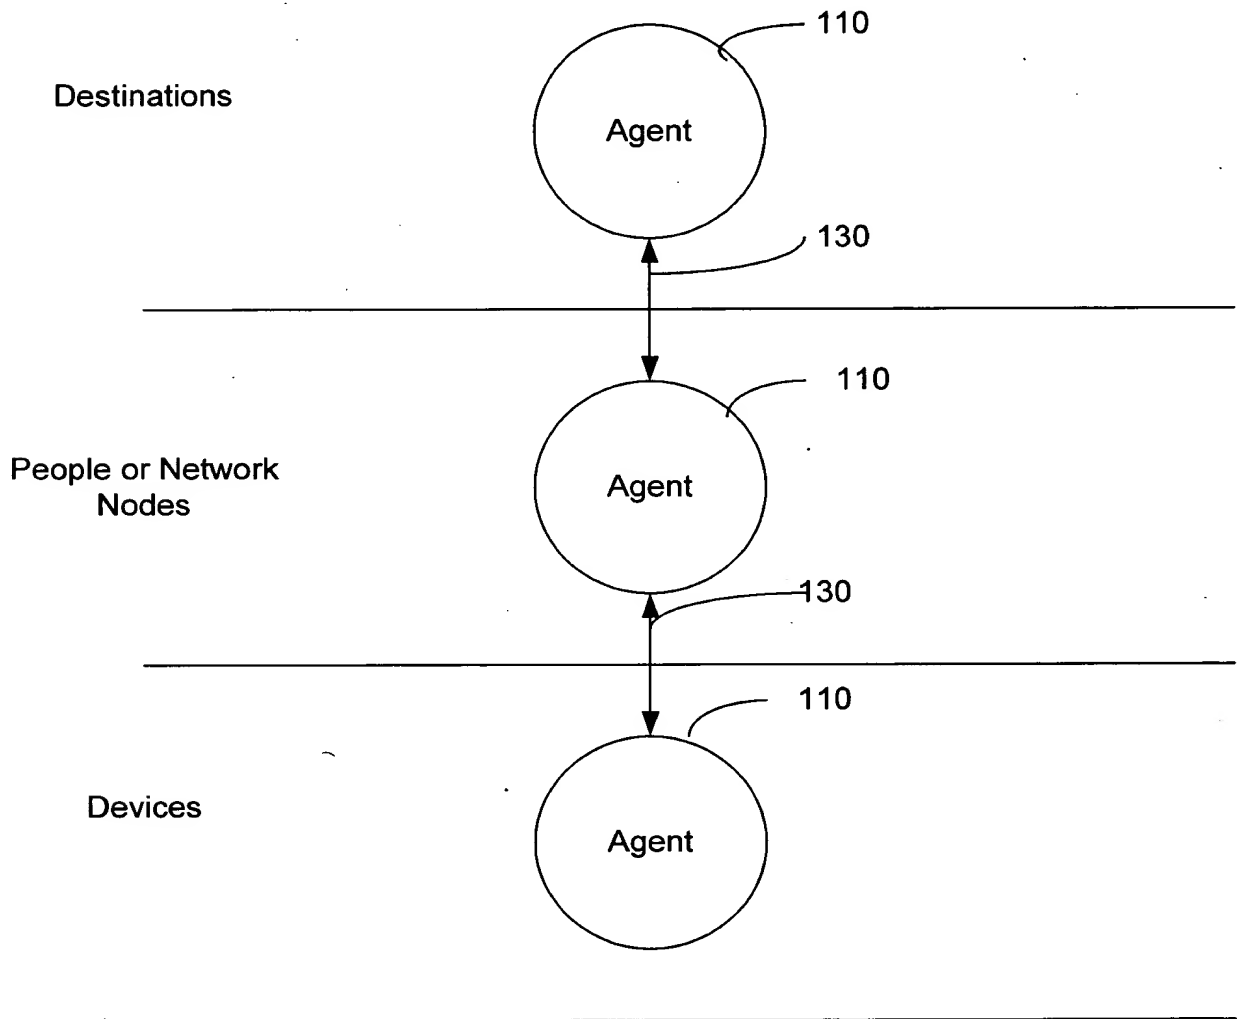 110
Destinations
Agent
130
110
People or Network
Nodes
Agent
130
110
Devices
Agent